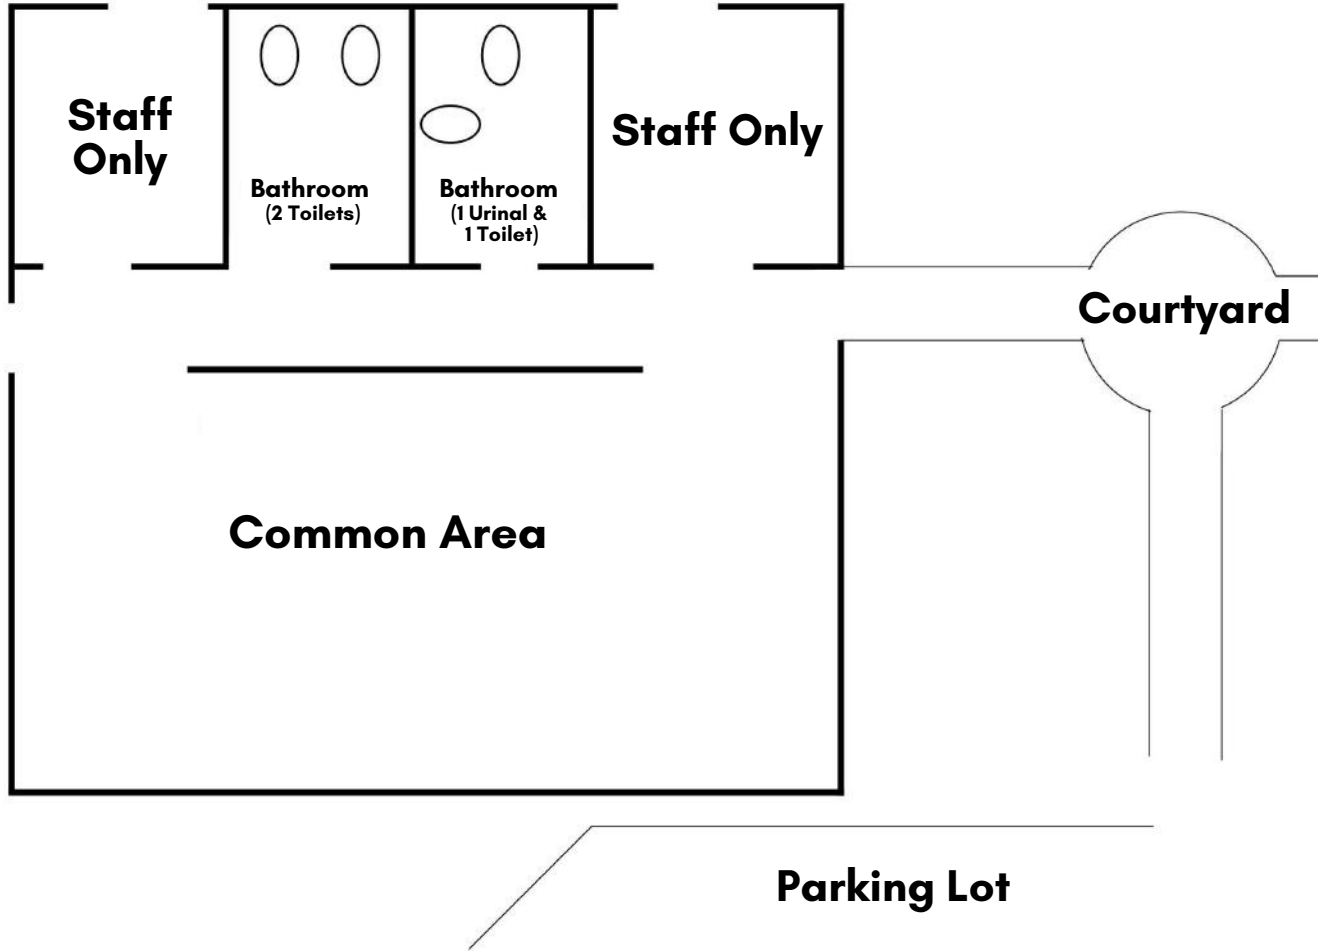 Staff
Only
Bathroom
(2 Toilets)
Bathroom
(1 Urinal &
1 Toilet)
Staff Only
Courtyard
Common Area
Parking Lot